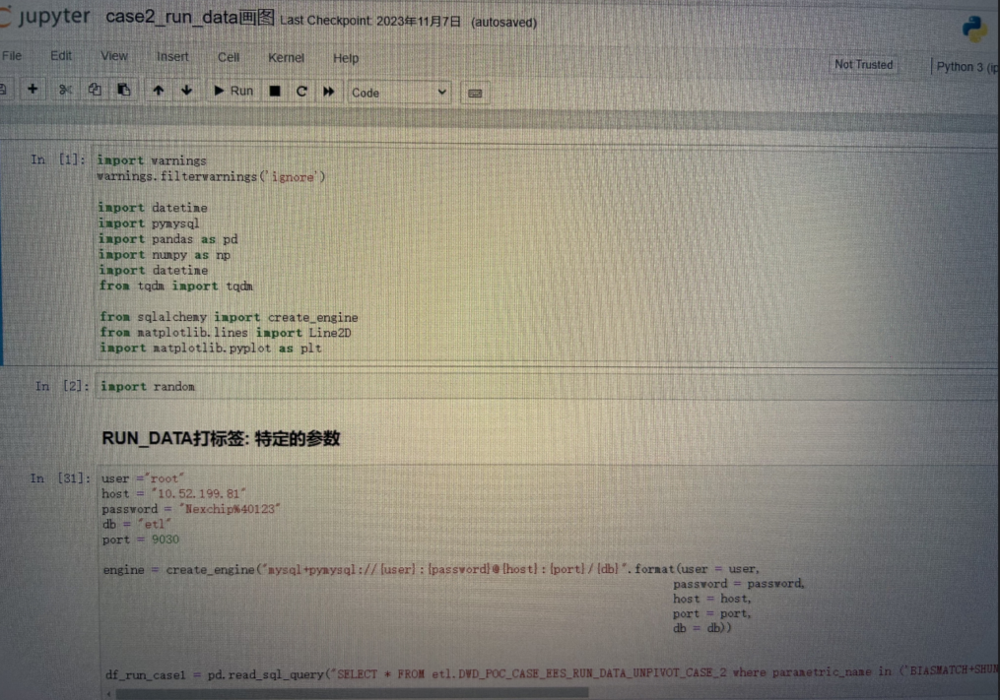 jupyter case2_run_data画图 Last Checkpoint: 2023年11月7日 (autosaved)
File Edit View Insert Cell Kernel Help
Not Trusted
Python 3 (ip
Run
Code
In [1]: import warnings
warnings.filterwarnings('ignore')
import datetime
import pymysql
import pandas as pd
import numpy as np
import datetime
from tqdm import tqdm
from sqlalchemy import create_engine
from matplotlib.lines import Line2D
import matplotlib.pyplot as plt
In [2]: import random
RUN_DATA打标签: 特定的参数
In [31]: user ="root"
host = "10.52.199.81"
password = "Nexchip%40123"
db = "etl"
port = 9030
engine = create_engine("mysql+pymysql://{user}:{password}@{host}:{port}/{db}".format(user = user,
password = password,
host = host,
port = port,
db = db))
df_run_case1 = pd.read_sql_query("SELECT * FROM etl.DWD_POC_CASE_EES_RUN_DATA_UNPIVOT_CASE_2 where parametric_name in ('BIASMATCH+SHUN